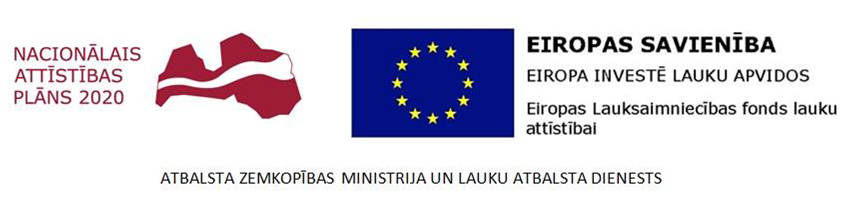 NACIONĀLAIS
ATTĪSTĪBAS
PLĀNS 2020
EIROPAS SAVIENĪBA
EIROPA INVESTĒ LAUKU APVIDOS
Eiropas Lauksaimniecības fonds lauku
attīstībai
ATBALSTA ZEMKOPĪBAS MINISTRIJA UN LAUKU ATBALSTA DIENESTS